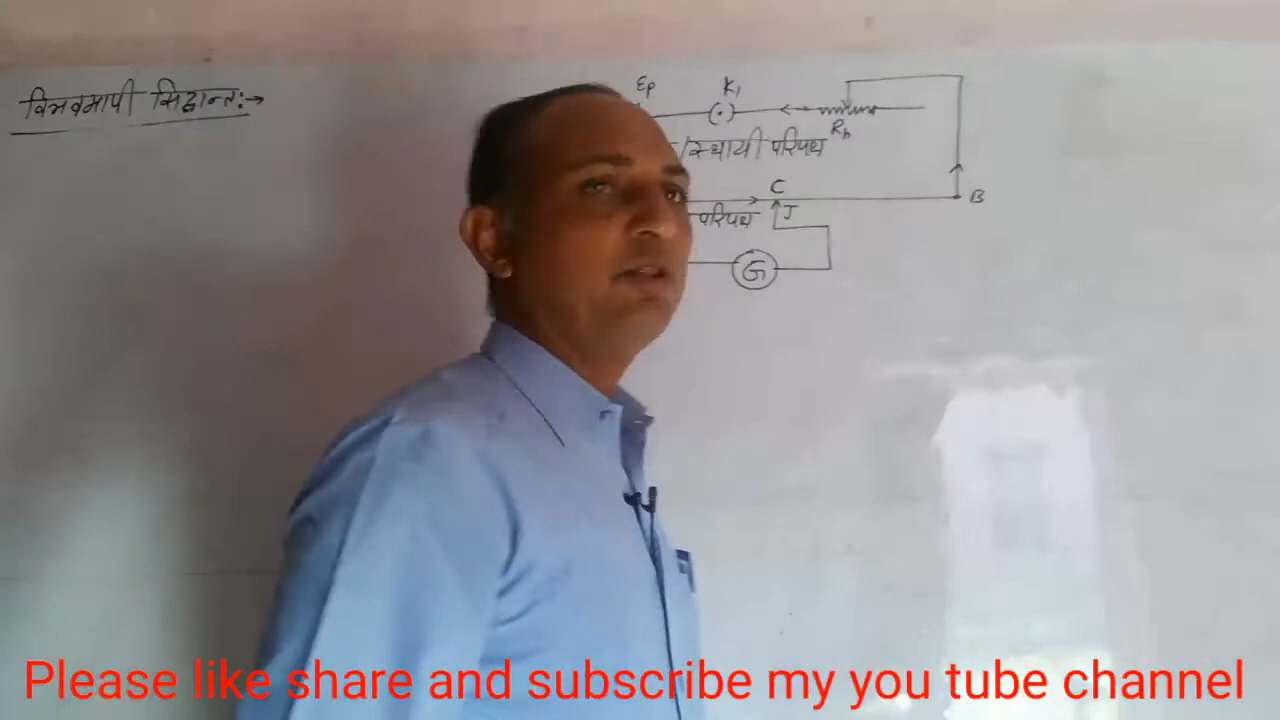 विभवमापी सिद्धान्त:→
Ep K1
Rh
/स्थायी परिपथ
C
B
परिपथ J
G
Please like share and subscribe my you tube channel